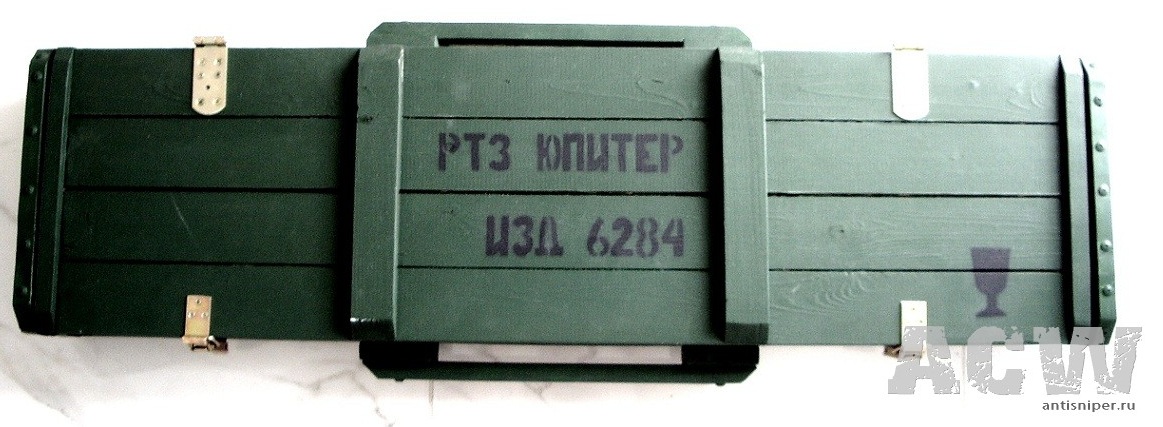 РТЗ ЮПИТЕР
ИЗД 6284
ACW
antisniper.ru